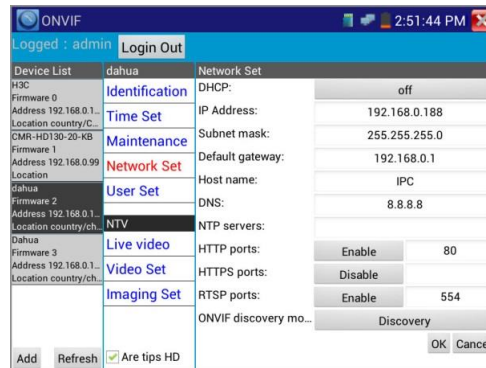 ONVIF
2:51:44 PM
Logged : admin
Login Out
Device List
H3C
Firmware 0
Address 192.168.0.1...
Location country/C...
CMR-HD130-20-KB
Firmware 1
Address 192.168.0.99
Location
dahua
Firmware 2
Address 192.168.0.1...
Location country/ch...
Dahua
Firmware 3
Address 192.168.0.1...
Location country/ch...
Add
Refresh
dahua
Identification
Time Set
Maintenance
Network Set
User Set
NTV
Live video
Video Set
Imaging Set
Are tips HD
Network Set
DHCP: off
IP Address: 192.168.0.188
Subnet mask: 255.255.255.0
Default gateway: 192.168.0.1
Host name: IPC
DNS: 8.8.8.8
NTP servers:
HTTP ports: Enable 80
HTTPS ports: Disable
RTSP ports: Enable 554
ONVIF discovery mo... Discovery
OK Cance